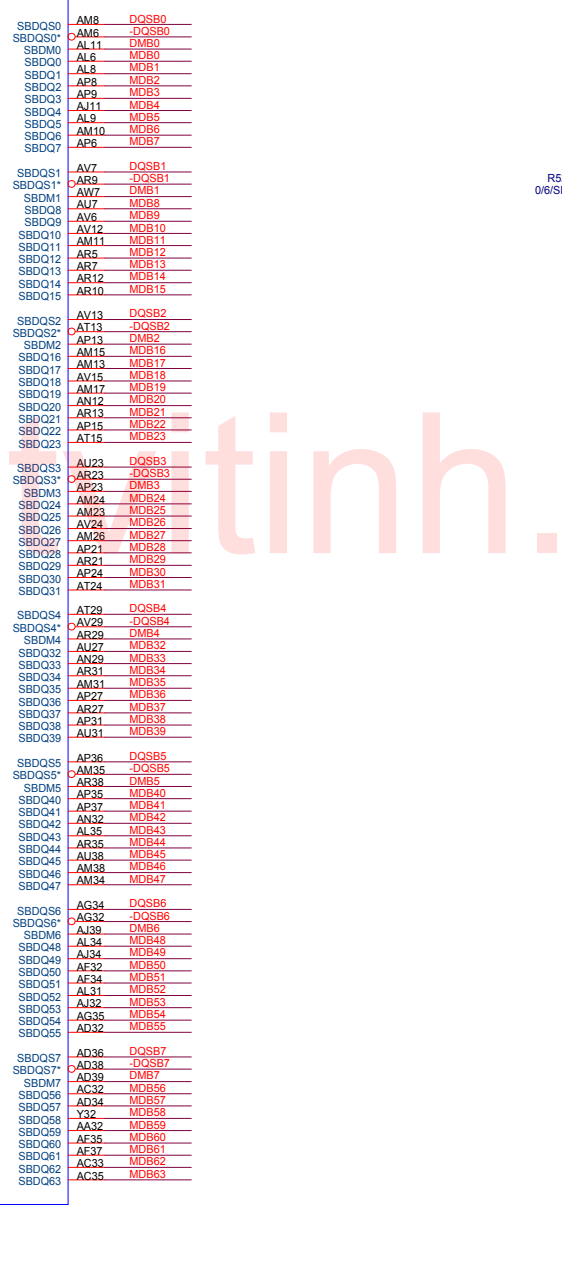 SBDQS0 AM8 DQSB0
SBDQS0* AM6 -DQSB0
SBDM0 AL11 DMB0
SBDQ0 AL6 MDB0
SBDQ1 AL8 MDB1
SBDQ2 AP8 MDB2
SBDQ3 AP9 MDB3
SBDQ4 AJ11 MDB4
SBDQ5 AL9 MDB5
SBDQ6 AM10 MDB6
SBDQ7 AP6 MDB7
SBDQS1 AV7 DQSB1
SBDQS1* AR9 -DQSB1
SBDM1 AW7 DMB1
SBDQ8 AU7 MDB8
SBDQ9 AV6 MDB9
SBDQ10 AV12 MDB10
SBDQ11 AM11 MDB11
SBDQ12 AR5 MDB12
SBDQ13 AR7 MDB13
SBDQ14 AR12 MDB14
SBDQ15 AR10 MDB15
0/6/S
SBDQS2 AV13 DQSB2
SBDQS2* AT13 -DQSB2
SBDM2 AP13 DMB2
SBDQ16 AM15 MDB16
SBDQ17 AM13 MDB17
SBDQ18 AV15 MDB18
SBDQ19 AM17 MDB19
SBDQ20 AN12 MDB20
SBDQ21 AR13 MDB21
SBDQ22 AP15 MDB22
SBDQ23 AT15 MDB23
tvitinh.
SBDQS3 AU23 DQSB3
SBDQS3* AR23 -DQSB3
SBDM3 AP23 DMB3
SBDQ24 AM24 MDB24
SBDQ25 AM23 MDB25
SBDQ26 AV24 MDB26
SBDQ27 AM26 MDB27
SBDQ28 AP21 MDB28
SBDQ29 AR21 MDB29
SBDQ30 AP24 MDB30
SBDQ31 AT24 MDB31
SBDQS4 AT29 DQSB4
SBDQS4* AV29 -DQSB4
SBDM4 AR29 DMB4
SBDQ32 AU27 MDB32
SBDQ33 AN29 MDB33
SBDQ34 AR31 MDB34
SBDQ35 AM31 MDB35
SBDQ36 AP27 MDB36
SBDQ37 AR27 MDB37
SBDQ38 AP31 MDB38
SBDQ39 AU31 MDB39
SBDQS5 AP36 DQSB5
SBDQS5* AM35 -DQSB5
SBDM5 AR38 DMB5
SBDQ40 AP35 MDB40
SBDQ41 AP37 MDB41
SBDQ42 AN32 MDB42
SBDQ43 AL35 MDB43
SBDQ44 AR35 MDB44
SBDQ45 AU38 MDB45
SBDQ46 AM38 MDB46
SBDQ47 AM34 MDB47
SBDQS6 AG34 DQSB6
SBDQS6* AG32 -DQSB6
SBDM6 AJ39 DMB6
SBDQ48 AL34 MDB48
SBDQ49 AJ34 MDB49
SBDQ50 AF32 MDB50
SBDQ51 AF34 MDB51
SBDQ52 AL31 MDB52
SBDQ53 AJ32 MDB53
SBDQ54 AG35 MDB54
SBDQ55 AD32 MDB55
SBDQS7 AD36 DQSB7
SBDQS7* AD38 -DQSB7
SBDM7 AD39 DMB7
SBDQ56 AC32 MDB56
SBDQ57 AD34 MDB57
SBDQ58 Y32 MDB58
SBDQ59 AA32 MDB59
SBDQ60 AF35 MDB60
SBDQ61 AF37 MDB61
SBDQ62 AC33 MDB62
SBDQ63 AC35 MDB63